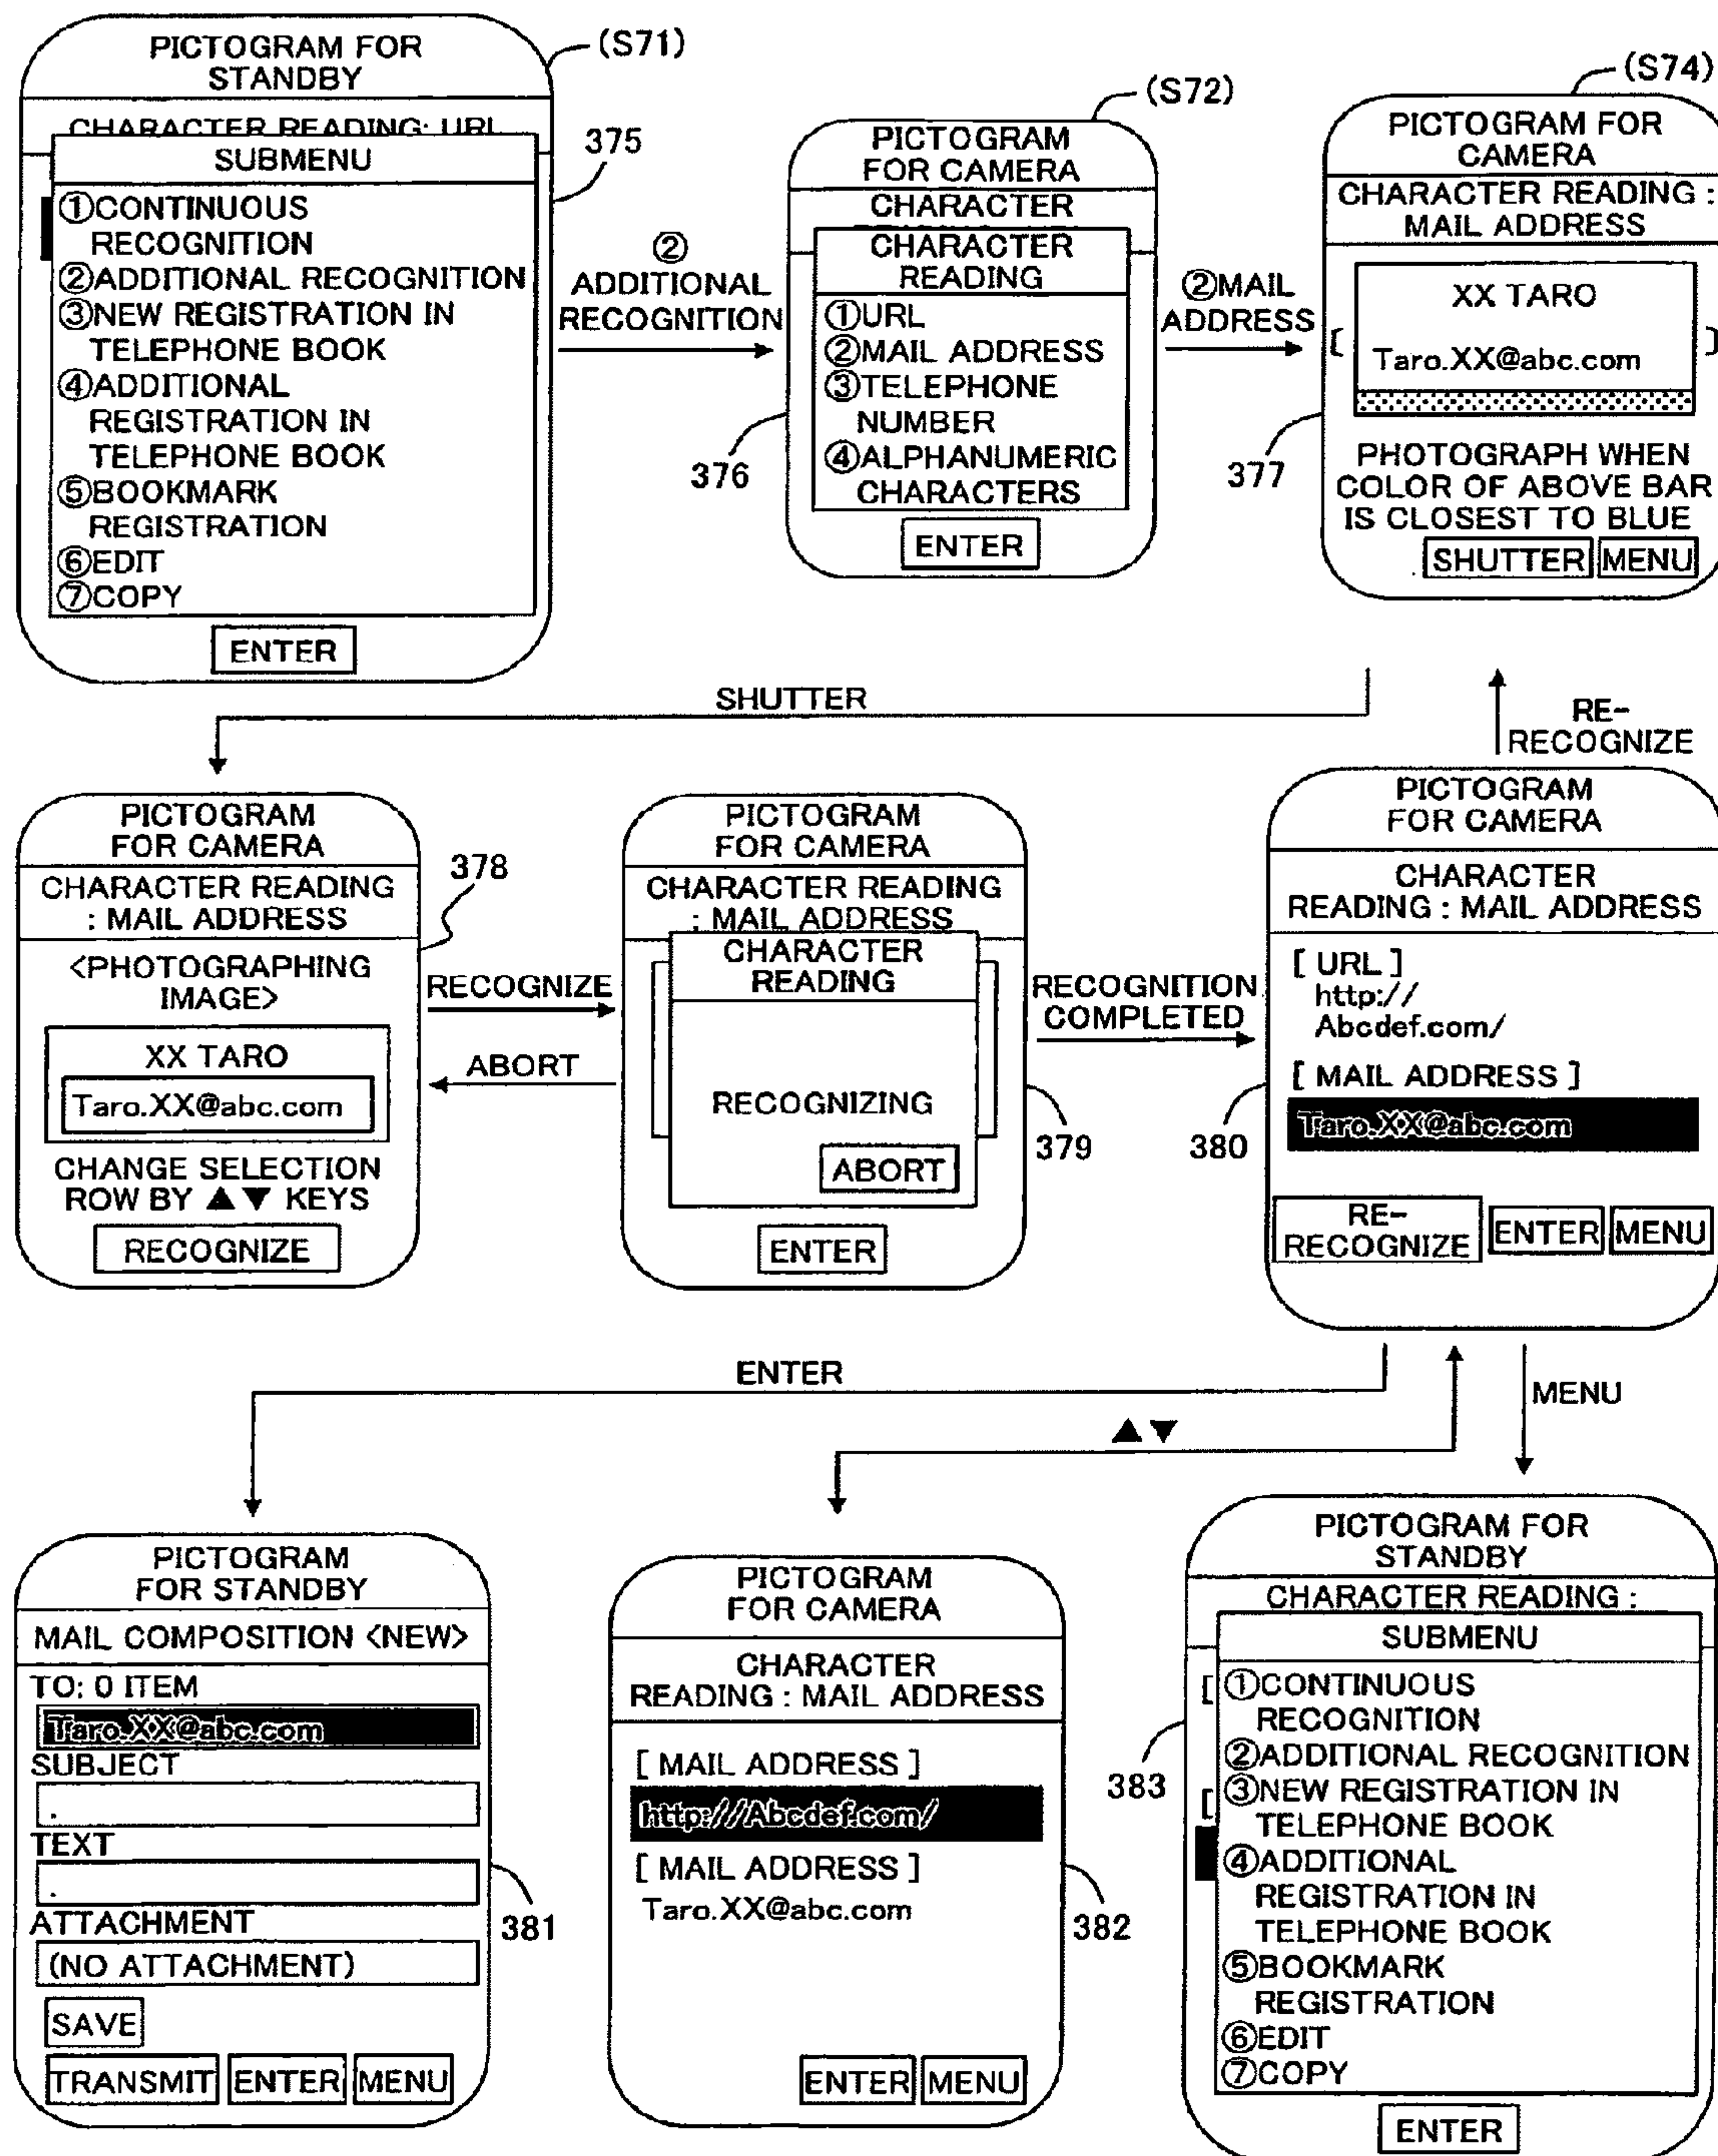 PICTOGRAM FOR
STANDBY
(S71)
CHARACTER READING: URL
SUBMENU
①CONTINUOUS
RECOGNITION
②ADDITIONAL RECOGNITION
③NEW REGISTRATION IN
TELEPHONE BOOK
④ADDITIONAL
REGISTRATION IN
TELEPHONE BOOK
⑤BOOKMARK
REGISTRATION
⑥EDIT
⑦COPY
ENTER
375
②
ADDITIONAL
RECOGNITION
(S72)
PICTOGRAM
FOR CAMERA
CHARACTER
CHARACTER
READING
①URL
②MAIL ADDRESS
③TELEPHONE
NUMBER
④ALPHANUMERIC
CHARACTERS
ENTER
376
②MAIL
ADDRESS
(S74)
PICTOGRAM FOR
CAMERA
CHARACTER READING :
MAIL ADDRESS
XX TARO
[ ]
Taro.XX@abc.com
PHOTOGRAPH WHEN
COLOR OF ABOVE BAR
IS CLOSEST TO BLUE
SHUTTER MENU
377
SHUTTER
RE-
RECOGNIZE
PICTOGRAM
FOR CAMERA
CHARACTER READING
: MAIL ADDRESS
<PHOTOGRAPHING
IMAGE>
XX TARO
Taro.XX@abc.com
CHANGE SELECTION
ROW BY ▲▼ KEYS
RECOGNIZE
378
RECOGNIZE
ABORT
PICTOGRAM
FOR CAMERA
CHARACTER READING
: MAIL ADDRESS
CHARACTER
READING
RECOGNIZING
ABORT
ENTER
379
RECOGNITION
COMPLETED
PICTOGRAM
FOR CAMERA
CHARACTER
READING : MAIL ADDRESS
[ URL ]
http://
Abcdef.com/
[ MAIL ADDRESS ]
Taro.XX@abc.com
RE-
RECOGNIZE ENTER MENU
380
ENTER
▲▼
MENU
PICTOGRAM
FOR STANDBY
MAIL COMPOSITION <NEW>
TO: 0 ITEM
Taro.XX@abc.com
SUBJECT
.
TEXT
.
ATTACHMENT
(NO ATTACHMENT)
SAVE
TRANSMIT ENTER MENU
381
PICTOGRAM
FOR CAMERA
CHARACTER
READING : MAIL ADDRESS
[ MAIL ADDRESS ]
http:///Abcdef.com/
[ MAIL ADDRESS ]
Taro.XX@abc.com
ENTER MENU
382
PICTOGRAM FOR
STANDBY
CHARACTER READING :
SUBMENU
[ ①CONTINUOUS
RECOGNITION
②ADDITIONAL RECOGNITION
[ ③NEW REGISTRATION IN
TELEPHONE BOOK
④ADDITIONAL
REGISTRATION IN
TELEPHONE BOOK
⑤BOOKMARK
REGISTRATION
⑥EDIT
⑦COPY
ENTER
383